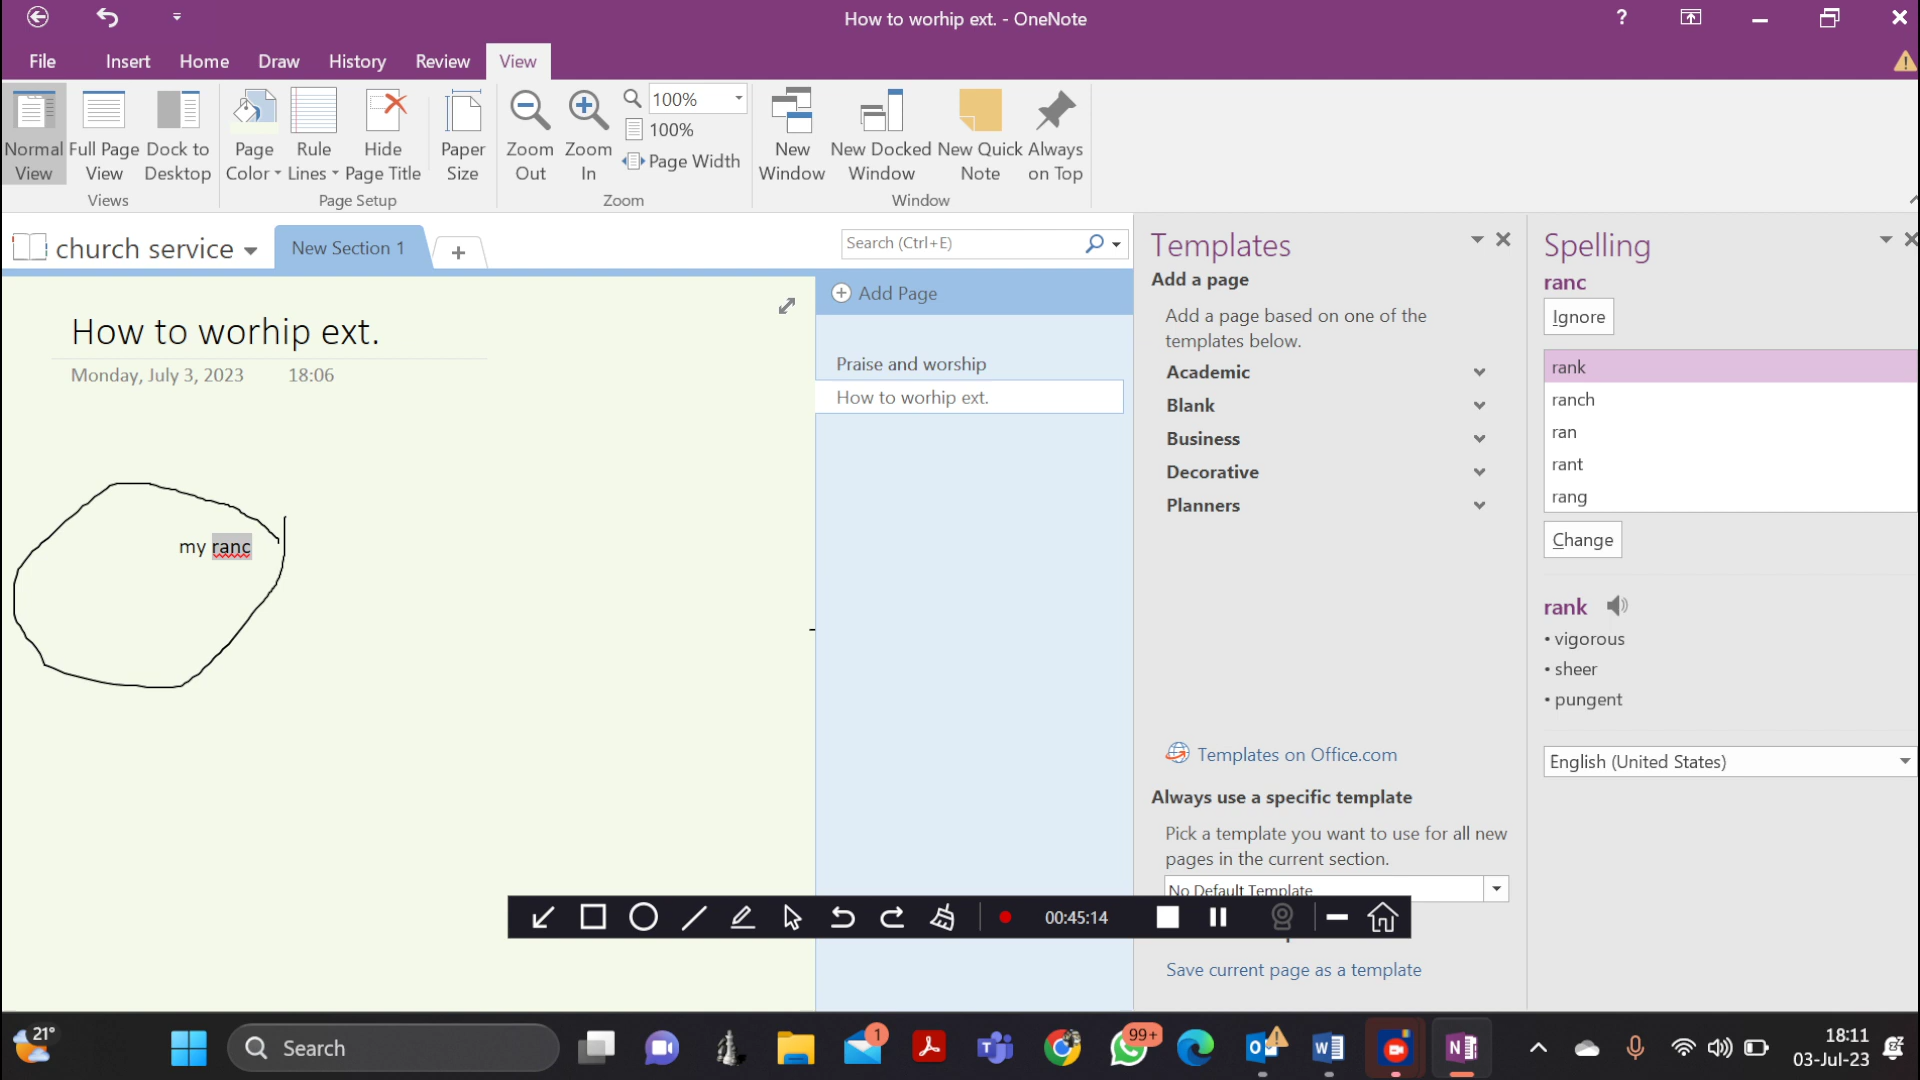 How to worhip ext. - OneNote
?
File Insert Home Draw History Review View
Normal View
Full Page View
Dock to Desktop
Views
Page Color
Rule Lines
Hide Page Title
Paper Size
Page Setup
Zoom Out
Zoom In
100%
100%
Page Width
Zoom
New Window
New Docked Window
New Quick Note
Always on Top
Window
church service
New Section 1
+
Search (Ctrl+E)
How to worhip ext.
Monday, July 3, 2023 18:06
my ranc
Add Page
Praise and worship
How to worhip ext.
Templates
Add a page
Add a page based on one of the
templates below.
Academic
Blank
Business
Decorative
Planners
Templates on Office.com
Always use a specific template
Pick a template you want to use for all new
pages in the current section.
No Default Template
Save current page as a template
Spelling
ranc
Ignore
rank
ranch
ran
rant
rang
Change
rank
• vigorous
• sheer
• pungent
English (United States)
00:45:14
21°
Search
1
99+
18:11
03-Jul-23